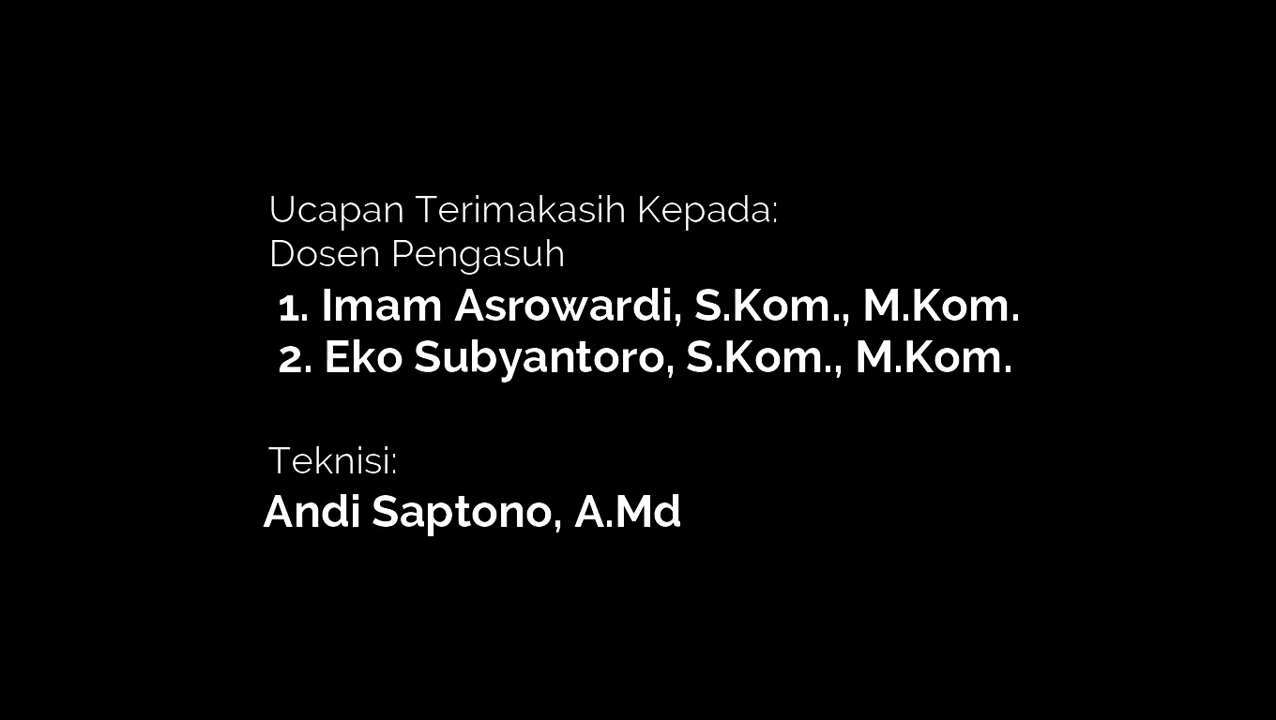 Ucapan Terimakasih Kepada:
Dosen Pengasuh
1. Imam Asrowardi, S.Kom., M.Kom.
2. Eko Subyantoro, S.Kom., M.Kom.
Teknisi:
Andi Saptono, A.Md